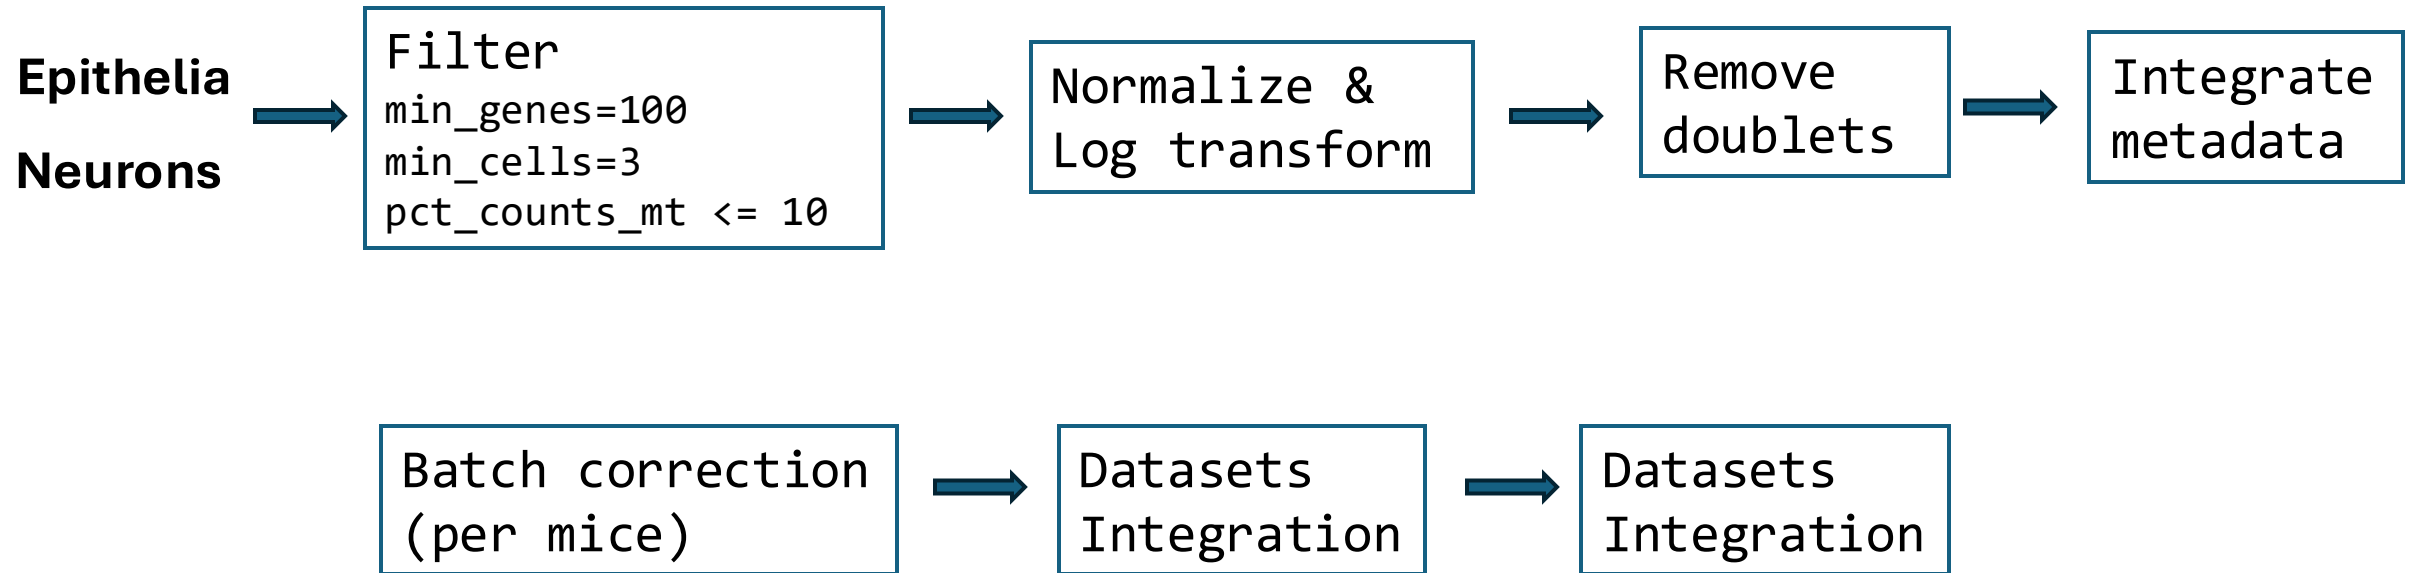 Epithelia
Neurons
Filter
min_genes=100
min_cells=3
pct_counts_mt <= 10
Normalize &
Log transform
Remove
doublets
Integrate
metadata
Batch correction
(per mice)
Datasets
Integration
Datasets
Integration